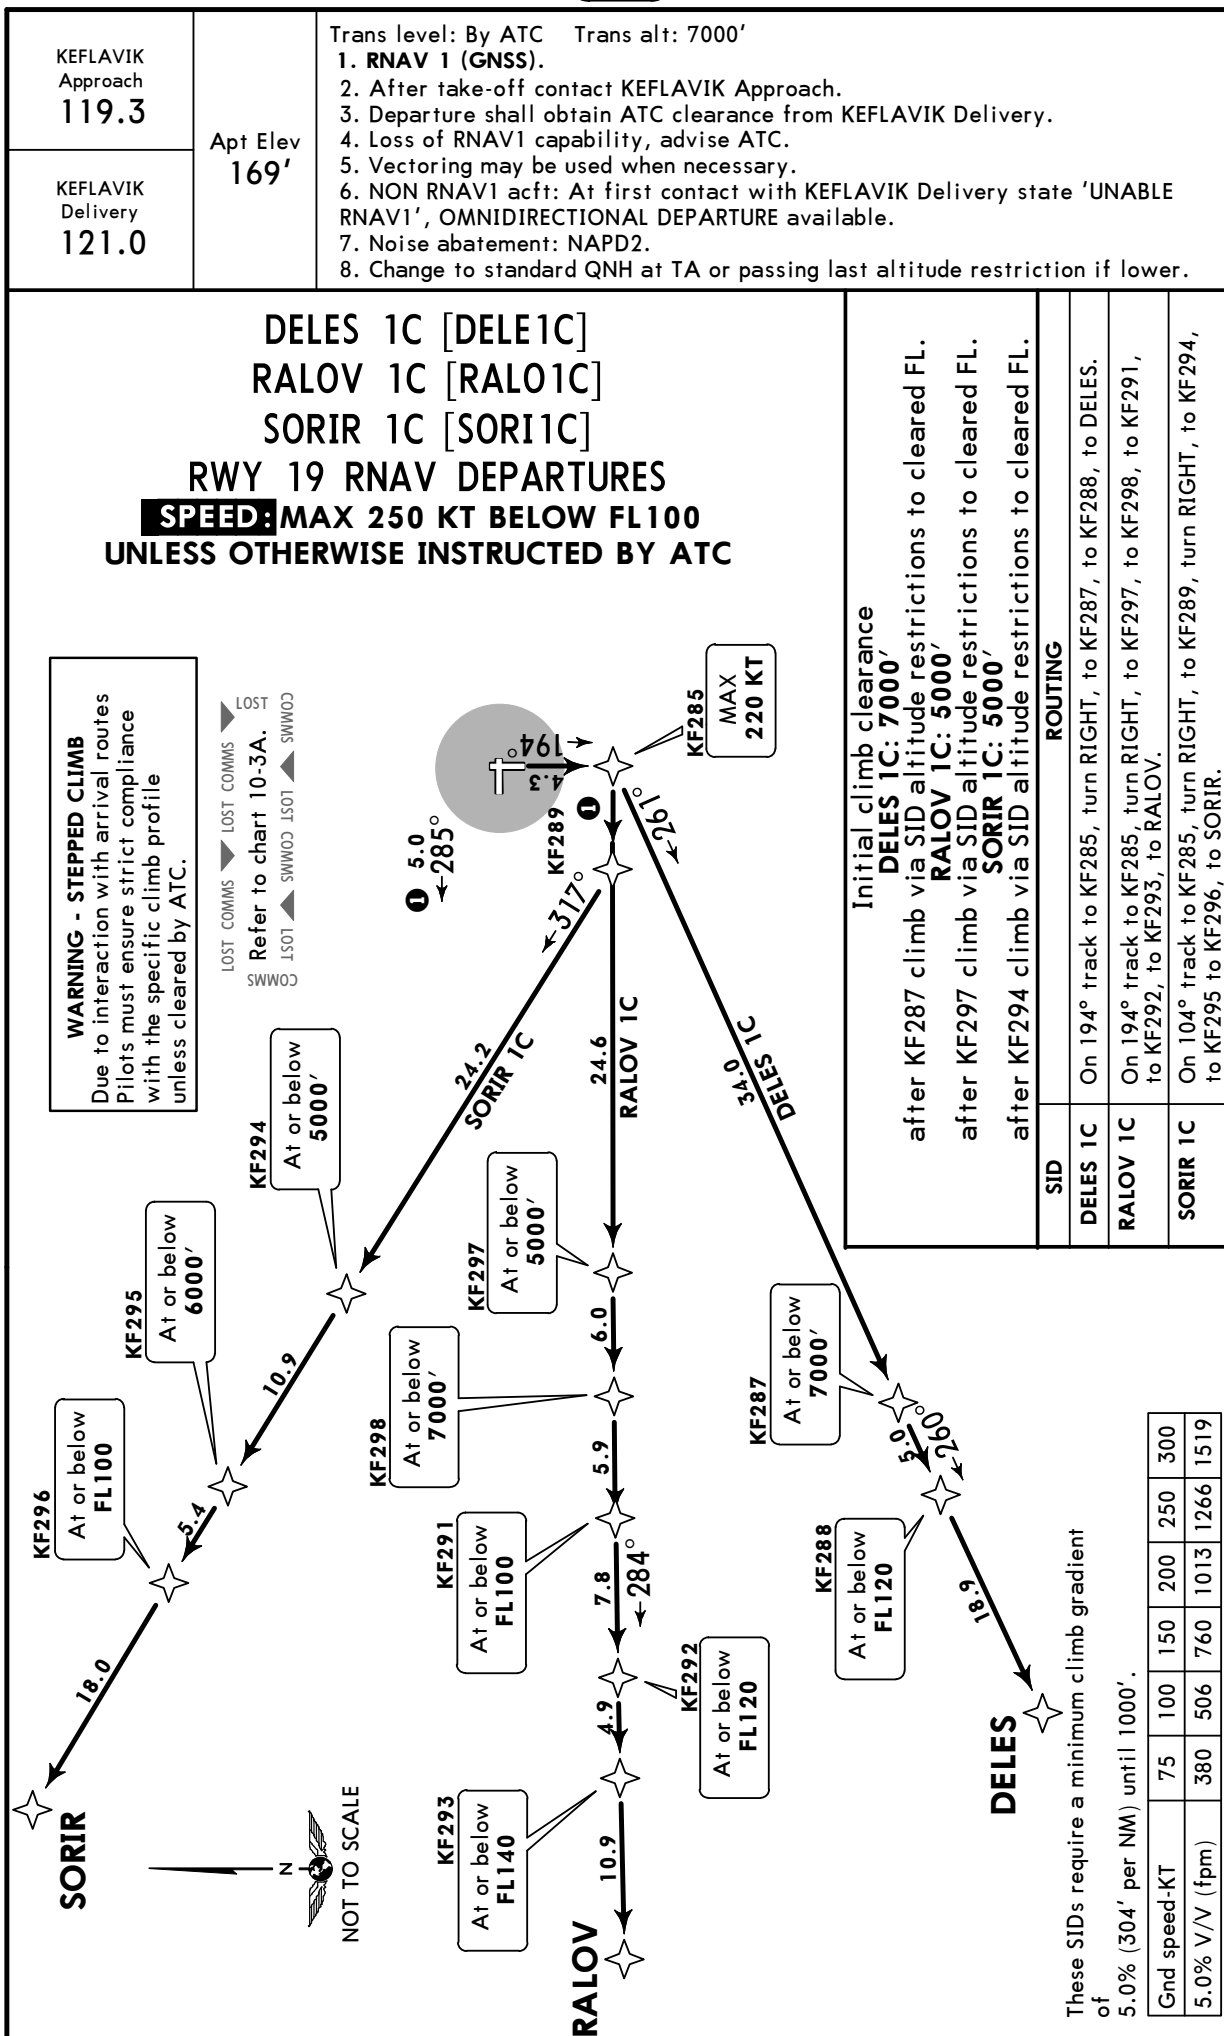 KEFLAVIK
Approach
119.3
KEFLAVIK
Delivery
121.0
Apt Elev
169'
Trans level: By ATC Trans alt: 7000'
1. RNAV 1 (GNSS).
2. After take-off contact KEFLAVIK Approach.
3. Departure shall obtain ATC clearance from KEFLAVIK Delivery.
4. Loss of RNAV1 capability, advise ATC.
5. Vectoring may be used when necessary.
6. NON RNAV1 acft: At first contact with KEFLAVIK Delivery state 'UNABLE
RNAV1', OMNIDIRECTIONAL DEPARTURE available.
7. Noise abatement: NAPD2.
8. Change to standard QNH at TA or passing last altitude restriction if lower.
DELES 1C [DELE1C]
RALOV 1C [RALO1C]
SORIR 1C [SORI1C]
RWY 19 RNAV DEPARTURES
SPEED: MAX 250 KT BELOW FL100
UNLESS OTHERWISE INSTRUCTED BY ATC
WARNING - STEPPED CLIMB
Due to interaction with arrival routes
Pilots must ensure strict compliance
with the specific climb profile
unless cleared by ATC.
LOST COMMS LOST COMMS LOST
Refer to chart 10-3A.
COMMS LOST COMMS LOST COMMS
KF285
MAX
220 KT
194°
4.3
1 5.0
285°
KF289
1
317°
261°
24.2
SORIR 1C
24.6
RALOV 1C
34.0
DELES 1C
KF294
At or below
5000'
10.9
KF295
At or below
6000'
5.4
KF296
At or below
FL100
18.0
SORIR
KF297
At or below
5000'
6.0
KF298
At or below
7000'
5.9
KF291
At or below
FL100
7.8
284°
KF292
At or below
FL120
4.9
KF293
At or below
FL140
10.9
RALOV
KF287
At or below
7000'
5.0
260°
KF288
At or below
FL120
18.9
DELES
N
NOT TO SCALE
Initial climb clearance
DELES 1C: 7000'
after KF287 climb via SID altitude restrictions to cleared FL.
RALOV 1C: 5000'
after KF297 climb via SID altitude restrictions to cleared FL.
SORIR 1C: 5000'
after KF294 climb via SID altitude restrictions to cleared FL.
SID ROUTING
DELES 1C On 194° track to KF285, turn RIGHT, to KF287, to KF288, to DELES.
RALOV 1C On 194° track to KF285, turn RIGHT, to KF297, to KF298, to KF291,
to KF292, to KF293, to RALOV.
SORIR 1C On 104° track to KF285, turn RIGHT, to KF289, turn RIGHT, to KF294,
to KF295 to KF296, to SORIR.
These SIDs require a minimum climb gradient
of
5.0% (304' per NM) until 1000'.
Gnd speed-KT 75 100 150 200 250 300
5.0% V/V (fpm) 380 506 760 1013 1266 1519